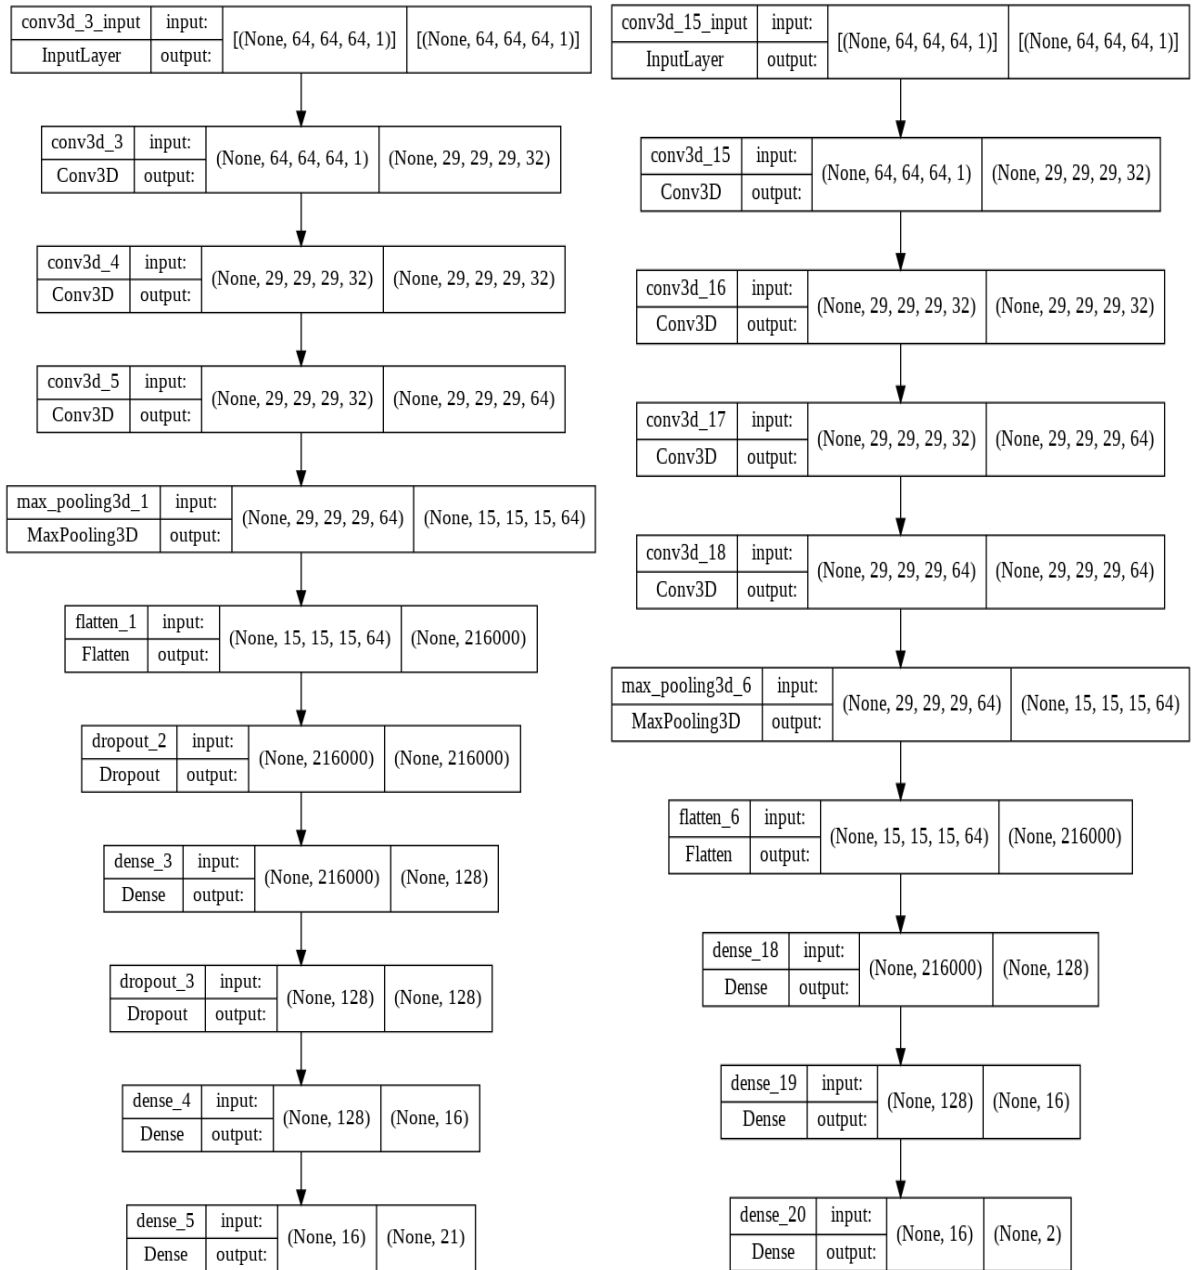 conv3d_3_input input: [(None, 64, 64, 64, 1)] [(None, 64, 64, 64, 1)]
InputLayer output:
conv3d_3 input: (None, 64, 64, 64, 1) (None, 29, 29, 29, 32)
Conv3D output:
conv3d_4 input: (None, 29, 29, 29, 32) (None, 29, 29, 29, 32)
Conv3D output:
conv3d_5 input: (None, 29, 29, 29, 32) (None, 29, 29, 29, 64)
Conv3D output:
max_pooling3d_1 input: (None, 29, 29, 29, 64) (None, 15, 15, 15, 64)
MaxPooling3D output:
flatten_1 input: (None, 15, 15, 15, 64) (None, 216000)
Flatten output:
dropout_2 input: (None, 216000) (None, 216000)
Dropout output:
dense_3 input: (None, 216000) (None, 128)
Dense output:
dropout_3 input: (None, 128) (None, 128)
Dropout output:
dense_4 input: (None, 128) (None, 16)
Dense output:
dense_5 input: (None, 16) (None, 21)
Dense output:
conv3d_15_input input: [(None, 64, 64, 64, 1)] [(None, 64, 64, 64, 1)]
InputLayer output:
conv3d_15 input: (None, 64, 64, 64, 1) (None, 29, 29, 29, 32)
Conv3D output:
conv3d_16 input: (None, 29, 29, 29, 32) (None, 29, 29, 29, 32)
Conv3D output:
conv3d_17 input: (None, 29, 29, 29, 32) (None, 29, 29, 29, 64)
Conv3D output:
conv3d_18 input: (None, 29, 29, 29, 64) (None, 29, 29, 29, 64)
Conv3D output:
max_pooling3d_6 input: (None, 29, 29, 29, 64) (None, 15, 15, 15, 64)
MaxPooling3D output:
flatten_6 input: (None, 15, 15, 15, 64) (None, 216000)
Flatten output:
dense_18 input: (None, 216000) (None, 128)
Dense output:
dense_19 input: (None, 128) (None, 16)
Dense output:
dense_20 input: (None, 16) (None, 2)
Dense output: